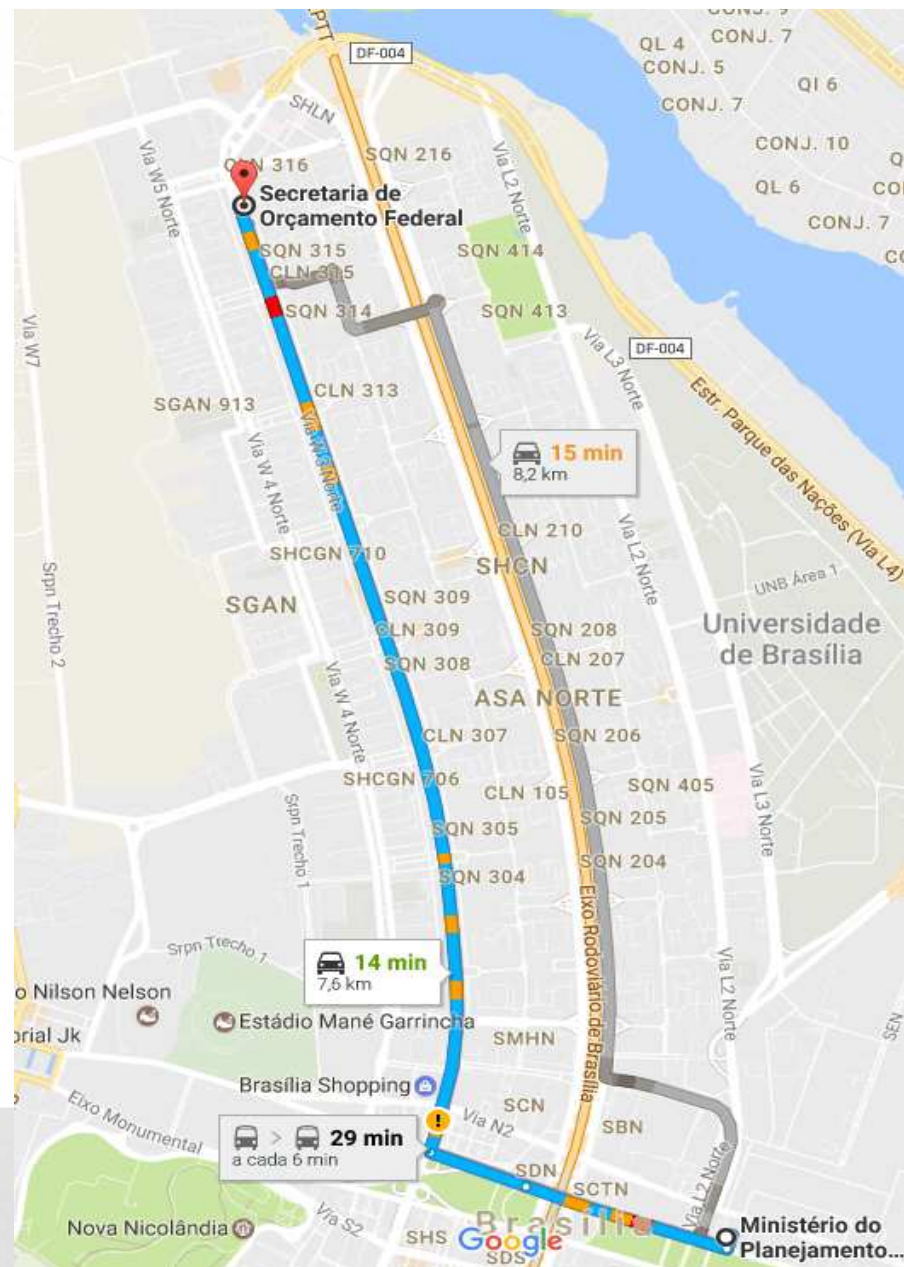 CONJ. 9
QL 4
CONJ. 7
CONJ. 5
QI 6
CONJ. 7
DF-004
SHLN
CONJ. 10
Via W5 Norte
QL 6
SQN 216
Via L2 Norte
316
CONJ. 7
Secretaria de
Orçamento Federal
SQN 315
SQN 414
CLN 315
SQN 314
SQN 413
Via W7
Via L3 Norte
DF-004
CLN 313
SGAN 913
Via W3 Norte
Estr. Parque das Nações (Via L4)
Via W 4 Norte
15 min
8,2 km
CLN 210
Via L2 Norte
SHCGN 710
SHCN
UNB Área 1
Srpn Trecho 2
SGAN
SQN 309
CLN 309
SQN 208
Universidade
de Brasília
SQN 308
CLN 207
Via W 4 Norte
ASA NORTE
CLN 307
SQN 206
SHCGN 706
CLN 105
SQN 405
Via L3 Norte
Srpn Trecho 1
SQN 305
SQN 205
SQN 304
SQN 204
Eixo Rodoviário de Brasília
Srpn Trecho 1
14 min
7,6 km
Via L2 Norte
o Nilson Nelson
Estádio Mané Garrincha
orial Jk
SMHN
SEN
Brasília Shopping
SCN
Via N2
SBN
Eixo Monumental
29 min
a cada 6 min
SDN
SCTN
Via L2 Norte
Nova Nicolândia
Via S2
SHS
Brasília
Google
SDS
Ministério do
Planejamento...